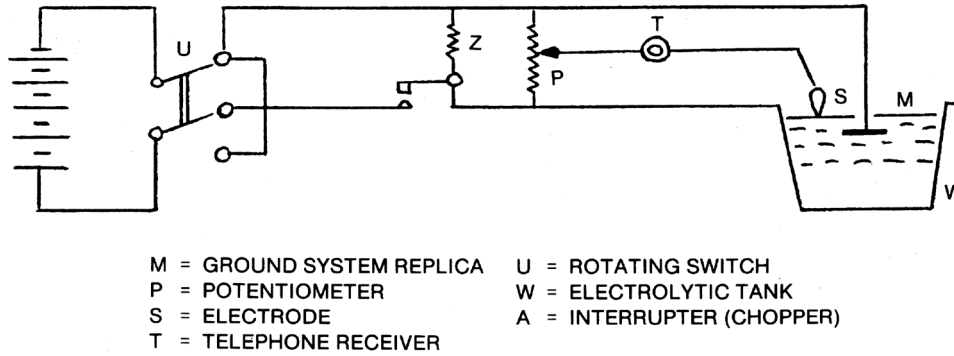 U
Z
P
T
S
M
W
M = GROUND SYSTEM REPLICA
P = POTENTIOMETER
S = ELECTRODE
T = TELEPHONE RECEIVER
U = ROTATING SWITCH
W = ELECTROLYTIC TANK
A = INTERRUPTER (CHOPPER)